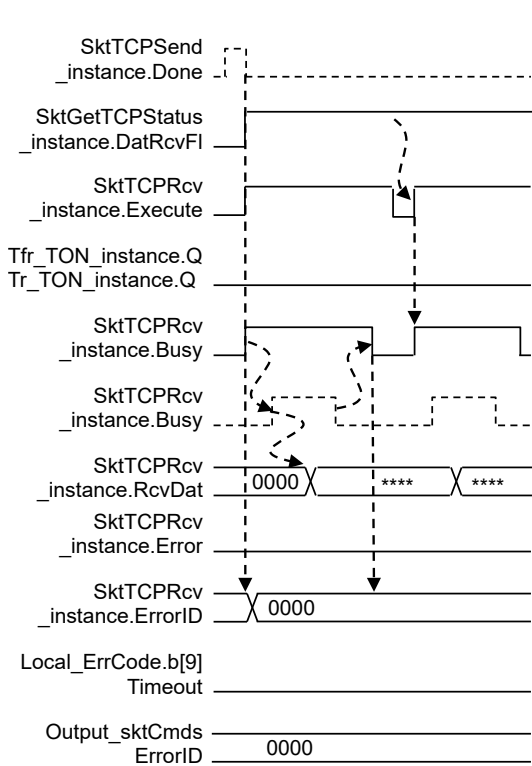 SktTCPSend
_instance.Done
SktGetTCPStatus
_instance.DatRcvFl
SktTCPRcv
_instance.Execute
Tfr_TON_instance.Q
Tr_TON_instance.Q
SktTCPRcv
_instance.Busy
SktTCPRcv
_instance.Busy
SktTCPRcv
_instance.RcvDat
0000 **** ****
SktTCPRcv
_instance.Error
SktTCPRcv
_instance.ErrorID
0000
Local_ErrCode.b[9]
Timeout
Output_sktCmds
ErrorID
0000